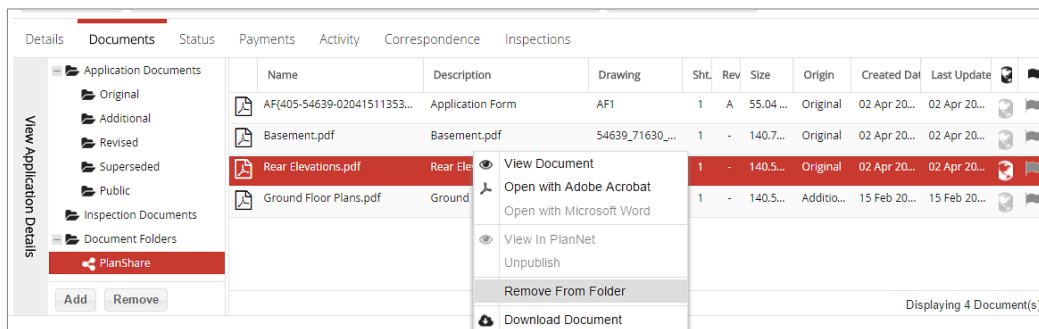 Details Documents Status Payments Activity Correspondence Inspections
View Application Details
Application Documents
Original
Additional
Revised
Superseded
Public
Inspection Documents
Document Folders
PlanShare
Add Remove
Name Description Drawing Sht. Rev Size Origin Created Dat Last Update
AF(405-54639-02041511353... Application Form AF1 1 A 55.04 ... Original 02 Apr 20... 02 Apr 20...
Basement.pdf Basement.pdf 54639_71630_... 1 - 140.7... Original 02 Apr 20... 02 Apr 20...
Rear Elevations.pdf Rear Ele 1 - 140.5... Original 02 Apr 20... 02 Apr 20...
Ground Floor Plans.pdf Ground 1 - 140.5... Additio... 15 Feb 20... 15 Feb 20...
View Document
Open with Adobe Acrobat
Open with Microsoft Word
View In PlanNet
Unpublish
Remove From Folder
Download Document
Displaying 4 Document(s)